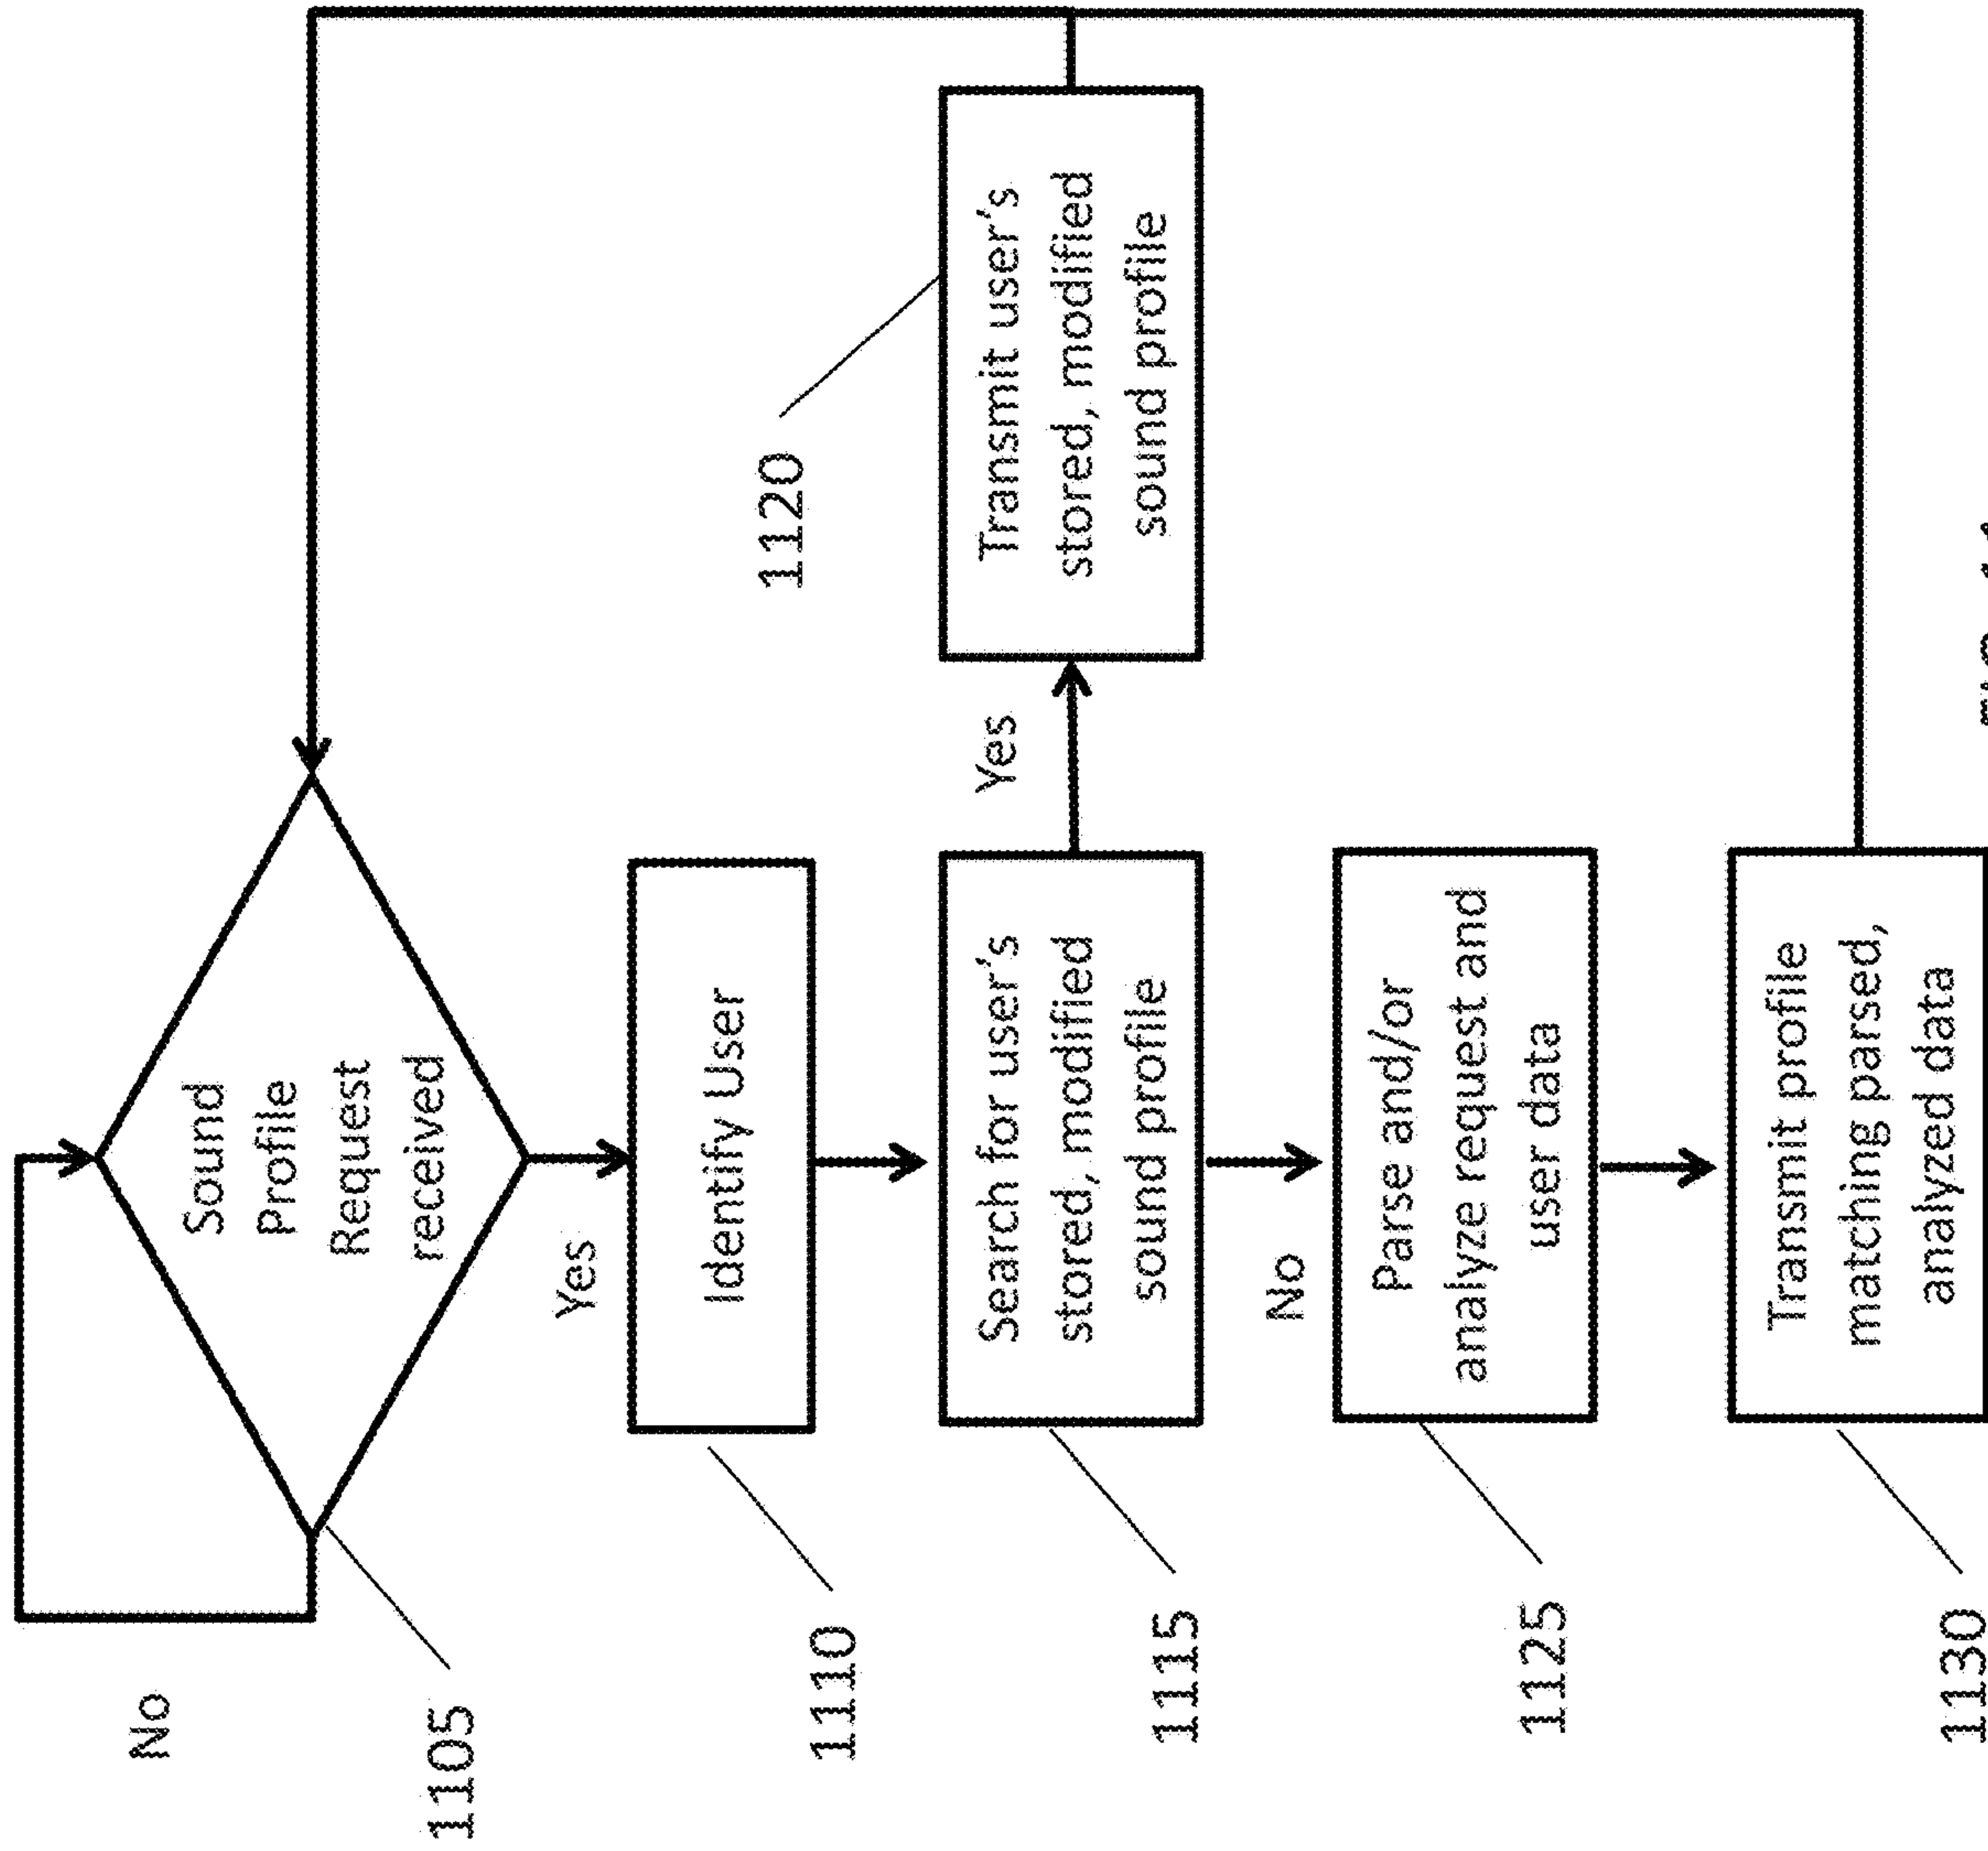 No
1105
Sound
Profile
Request
received
Yes
1110
Identify User
1115
Search for user's
stored, modified
sound profile
Yes
1120
Transmit user's
stored, modified
sound profile
No
1125
Parse and/or
analyze request and
user data
1130
Transmit profile
matching parsed,
analyzed data